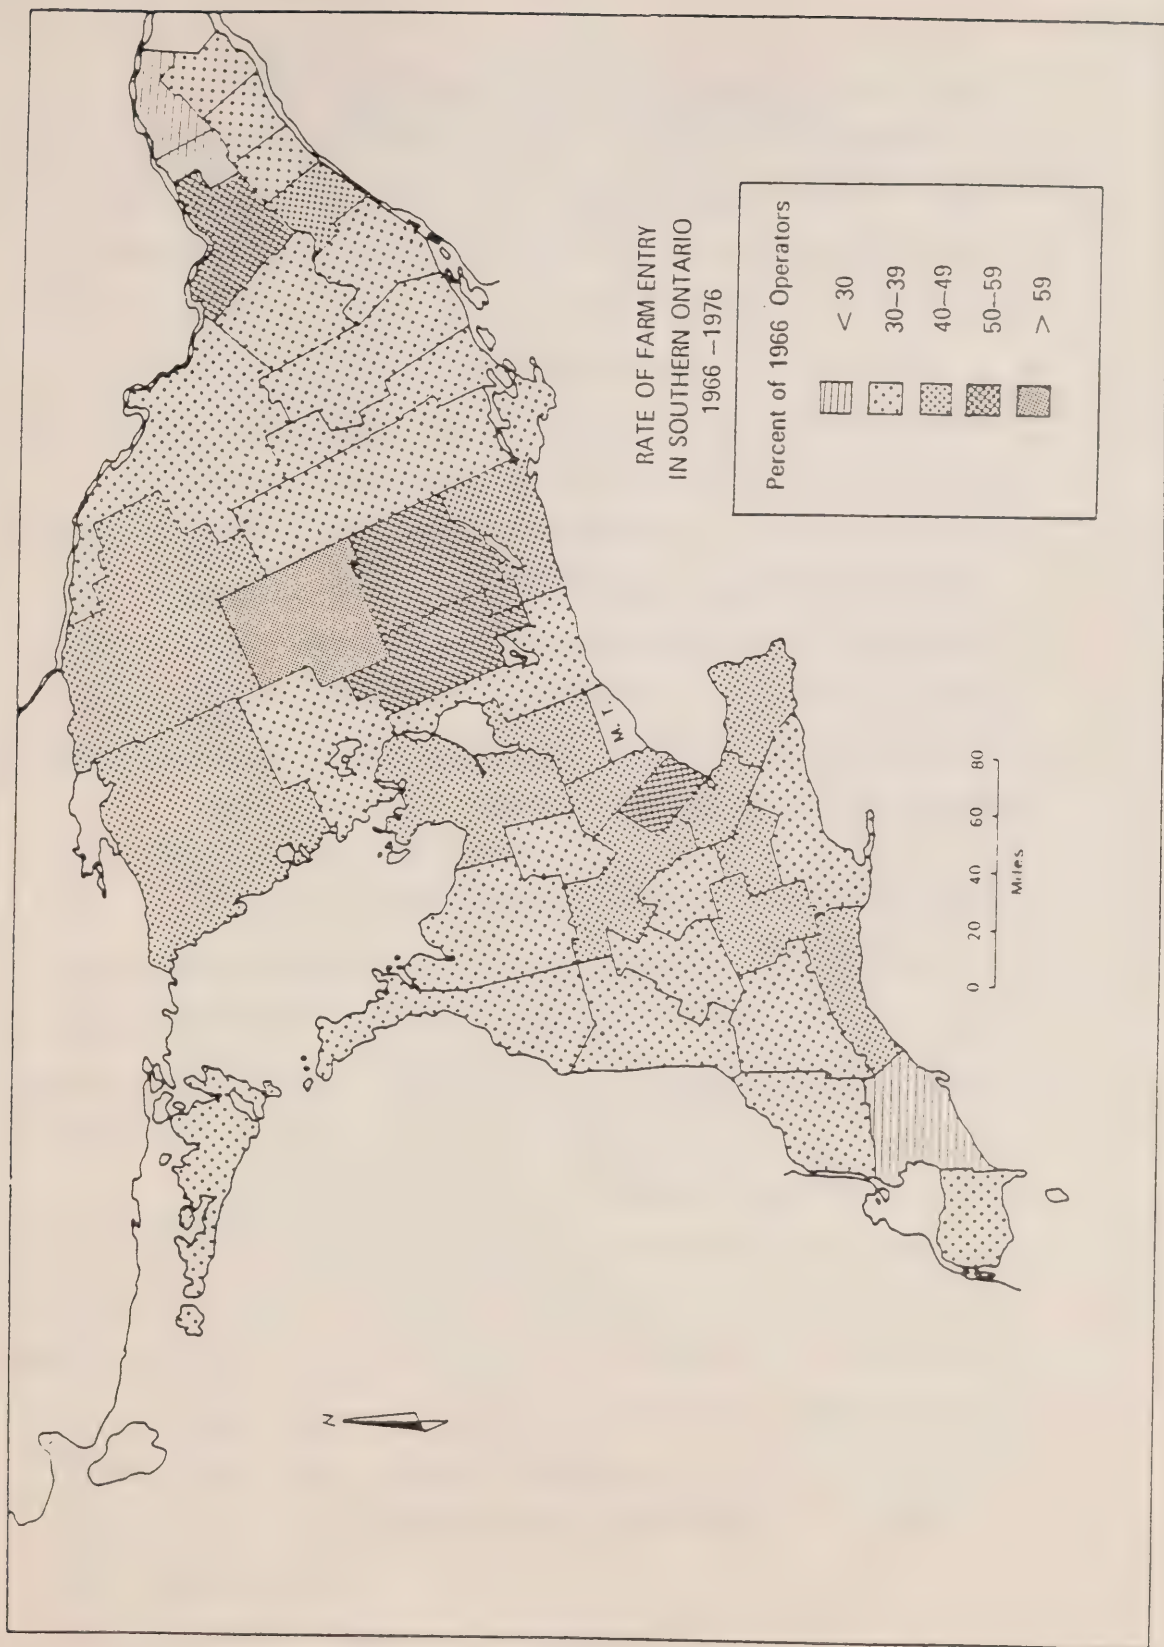 RATE OF FARM ENTRY
IN SOUTHERN ONTARIO
1966 –1976
Percent of 1966 Operators
< 30
30–39
40–49
50–59
> 59
M. T.
0 20 40 60 80
Miles
N